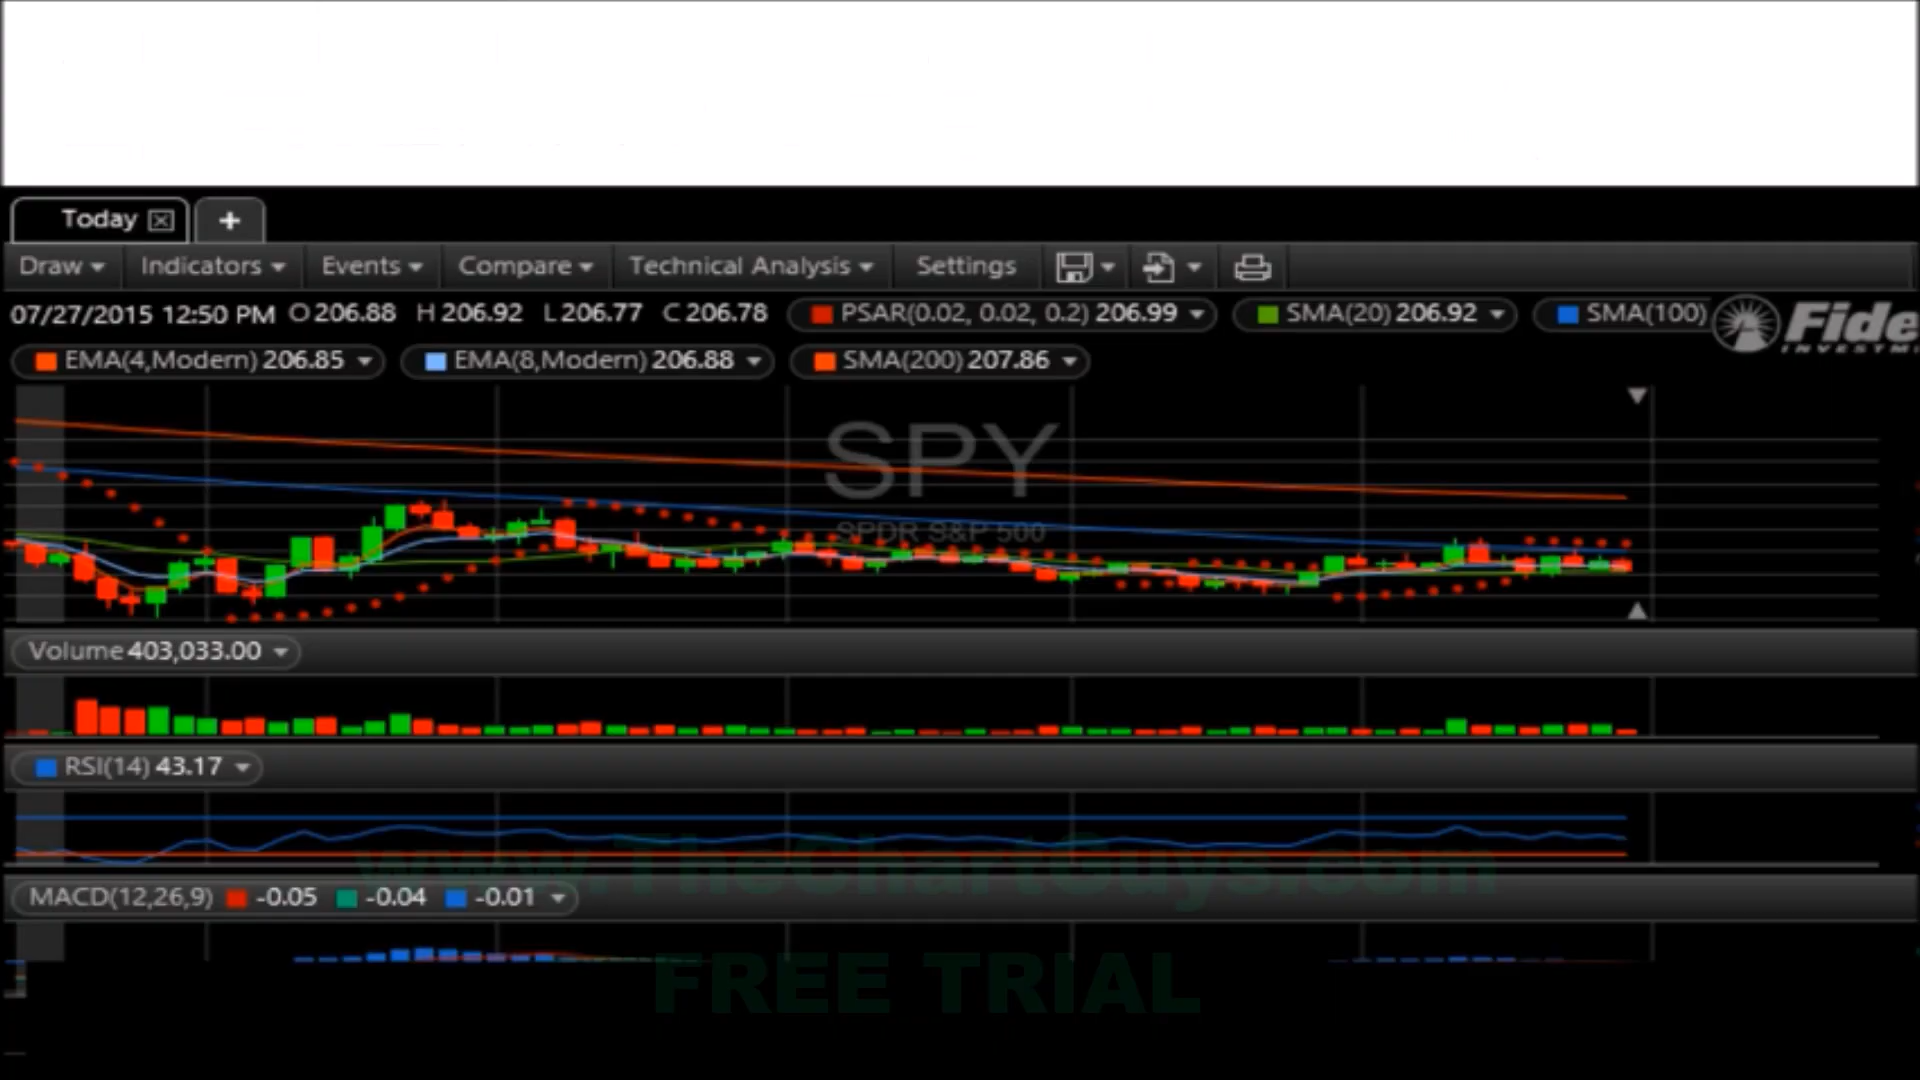 Today
+
Draw Indicators Events Compare Technical Analysis Settings
07/27/2015 12:50 PM O 206.88 H 206.92 L 206.77 C 206.78 PSAR(0.02, 0.02, 0.2) 206.99 SMA(20) 206.92 SMA(100) Fide
INVESTM
EMA(4,Modern) 206.85 EMA(8,Modern) 206.88 SMA(200) 207.86
SPY
SPDR S&P 500
Volume 403,033.00
RSI(14) 43.17
www.TheChartGuys.com
MACD(12,26,9) -0.05 -0.04 -0.01
FREE TRIAL